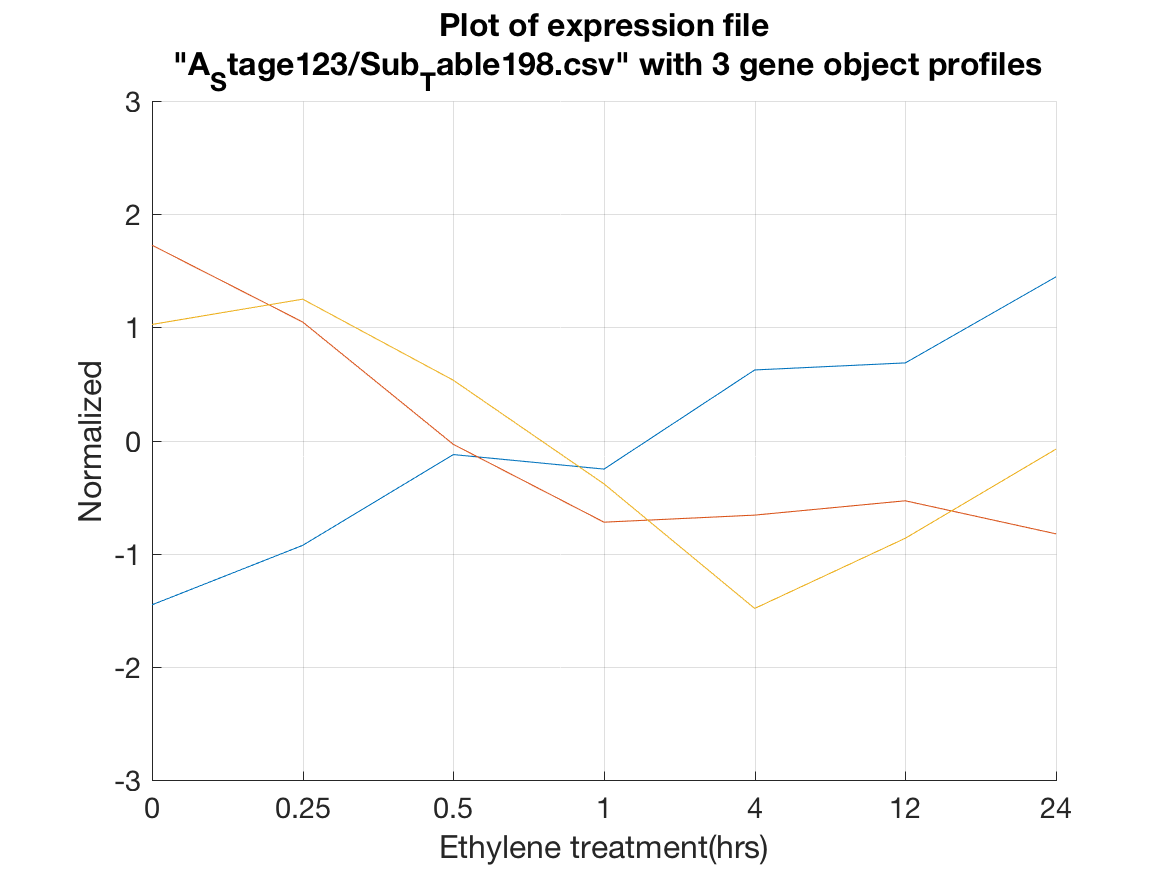 Plot of expression file
"A_Stage123/Sub_Table198.csv" with 3 gene object profiles
3
2
1
0
-1
-2
-3
Normalized
0 0.25 0.5 1 4 12 24
Ethylene treatment(hrs)